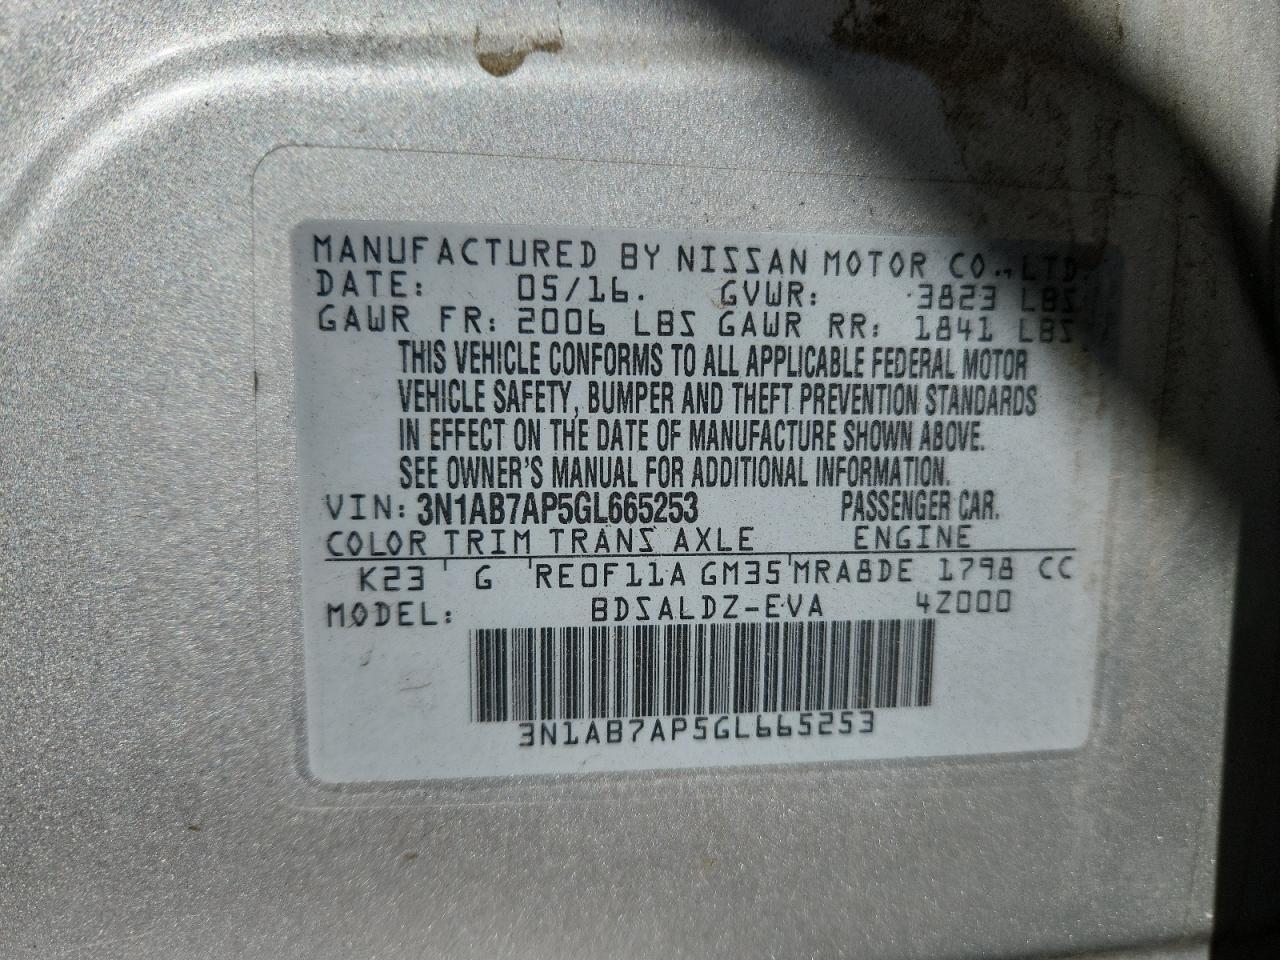 MANUFACTURED BY NISSAN MOTOR CO., LTD.
DATE: 05/16. GVWR: 3823 LBS
GAWR FR: 2006 LBS GAWR RR: 1841 LBS
THIS VEHICLE CONFORMS TO ALL APPLICABLE FEDERAL MOTOR
VEHICLE SAFETY, BUMPER AND THEFT PREVENTION STANDARDS
IN EFFECT ON THE DATE OF MANUFACTURE SHOWN ABOVE.
SEE OWNER'S MANUAL FOR ADDITIONAL INFORMATION.
VIN: 3N1AB7AP5GL665253 PASSENGER CAR.
COLOR TRIM TRANS AXLE ENGINE
K23 G RE0F11A GM35 MRA8DE 1798 CC
MODEL: BDSALDZ-EVA 4Z000
3N1AB7AP5GL665253